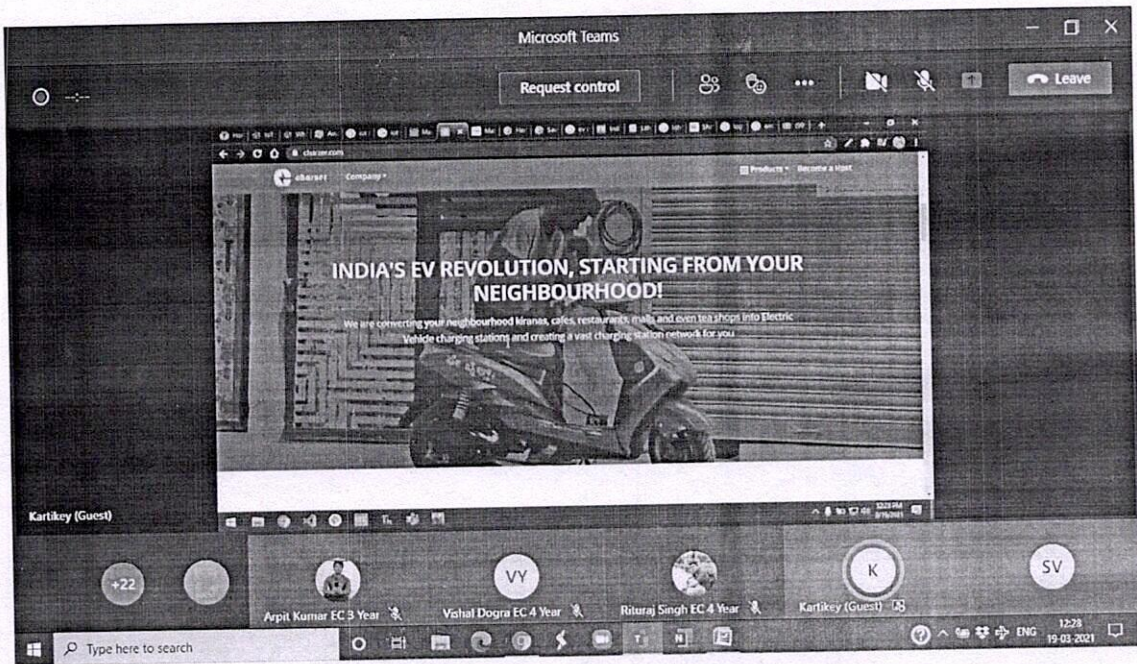 Microsoft Teams
Request control
Leave
charzer.com
charzer Company
Products Become a Host
INDIA'S EV REVOLUTION, STARTING FROM YOUR
NEIGHBOURHOOD!
We are converting your neighbourhood kiranas, cafes, restaurants, malls and even tea shops into Electric
Vehicle charging stations and creating a vast charging station network for you
Kartikey (Guest)
+22
VY
K
SV
Arpit Kumar EC 3 Year
Vishal Dogra EC 4 Year
Rituraj Singh EC 4 Year
Kartikey (Guest)
Type here to search
ENG
12:28
19-03-2021